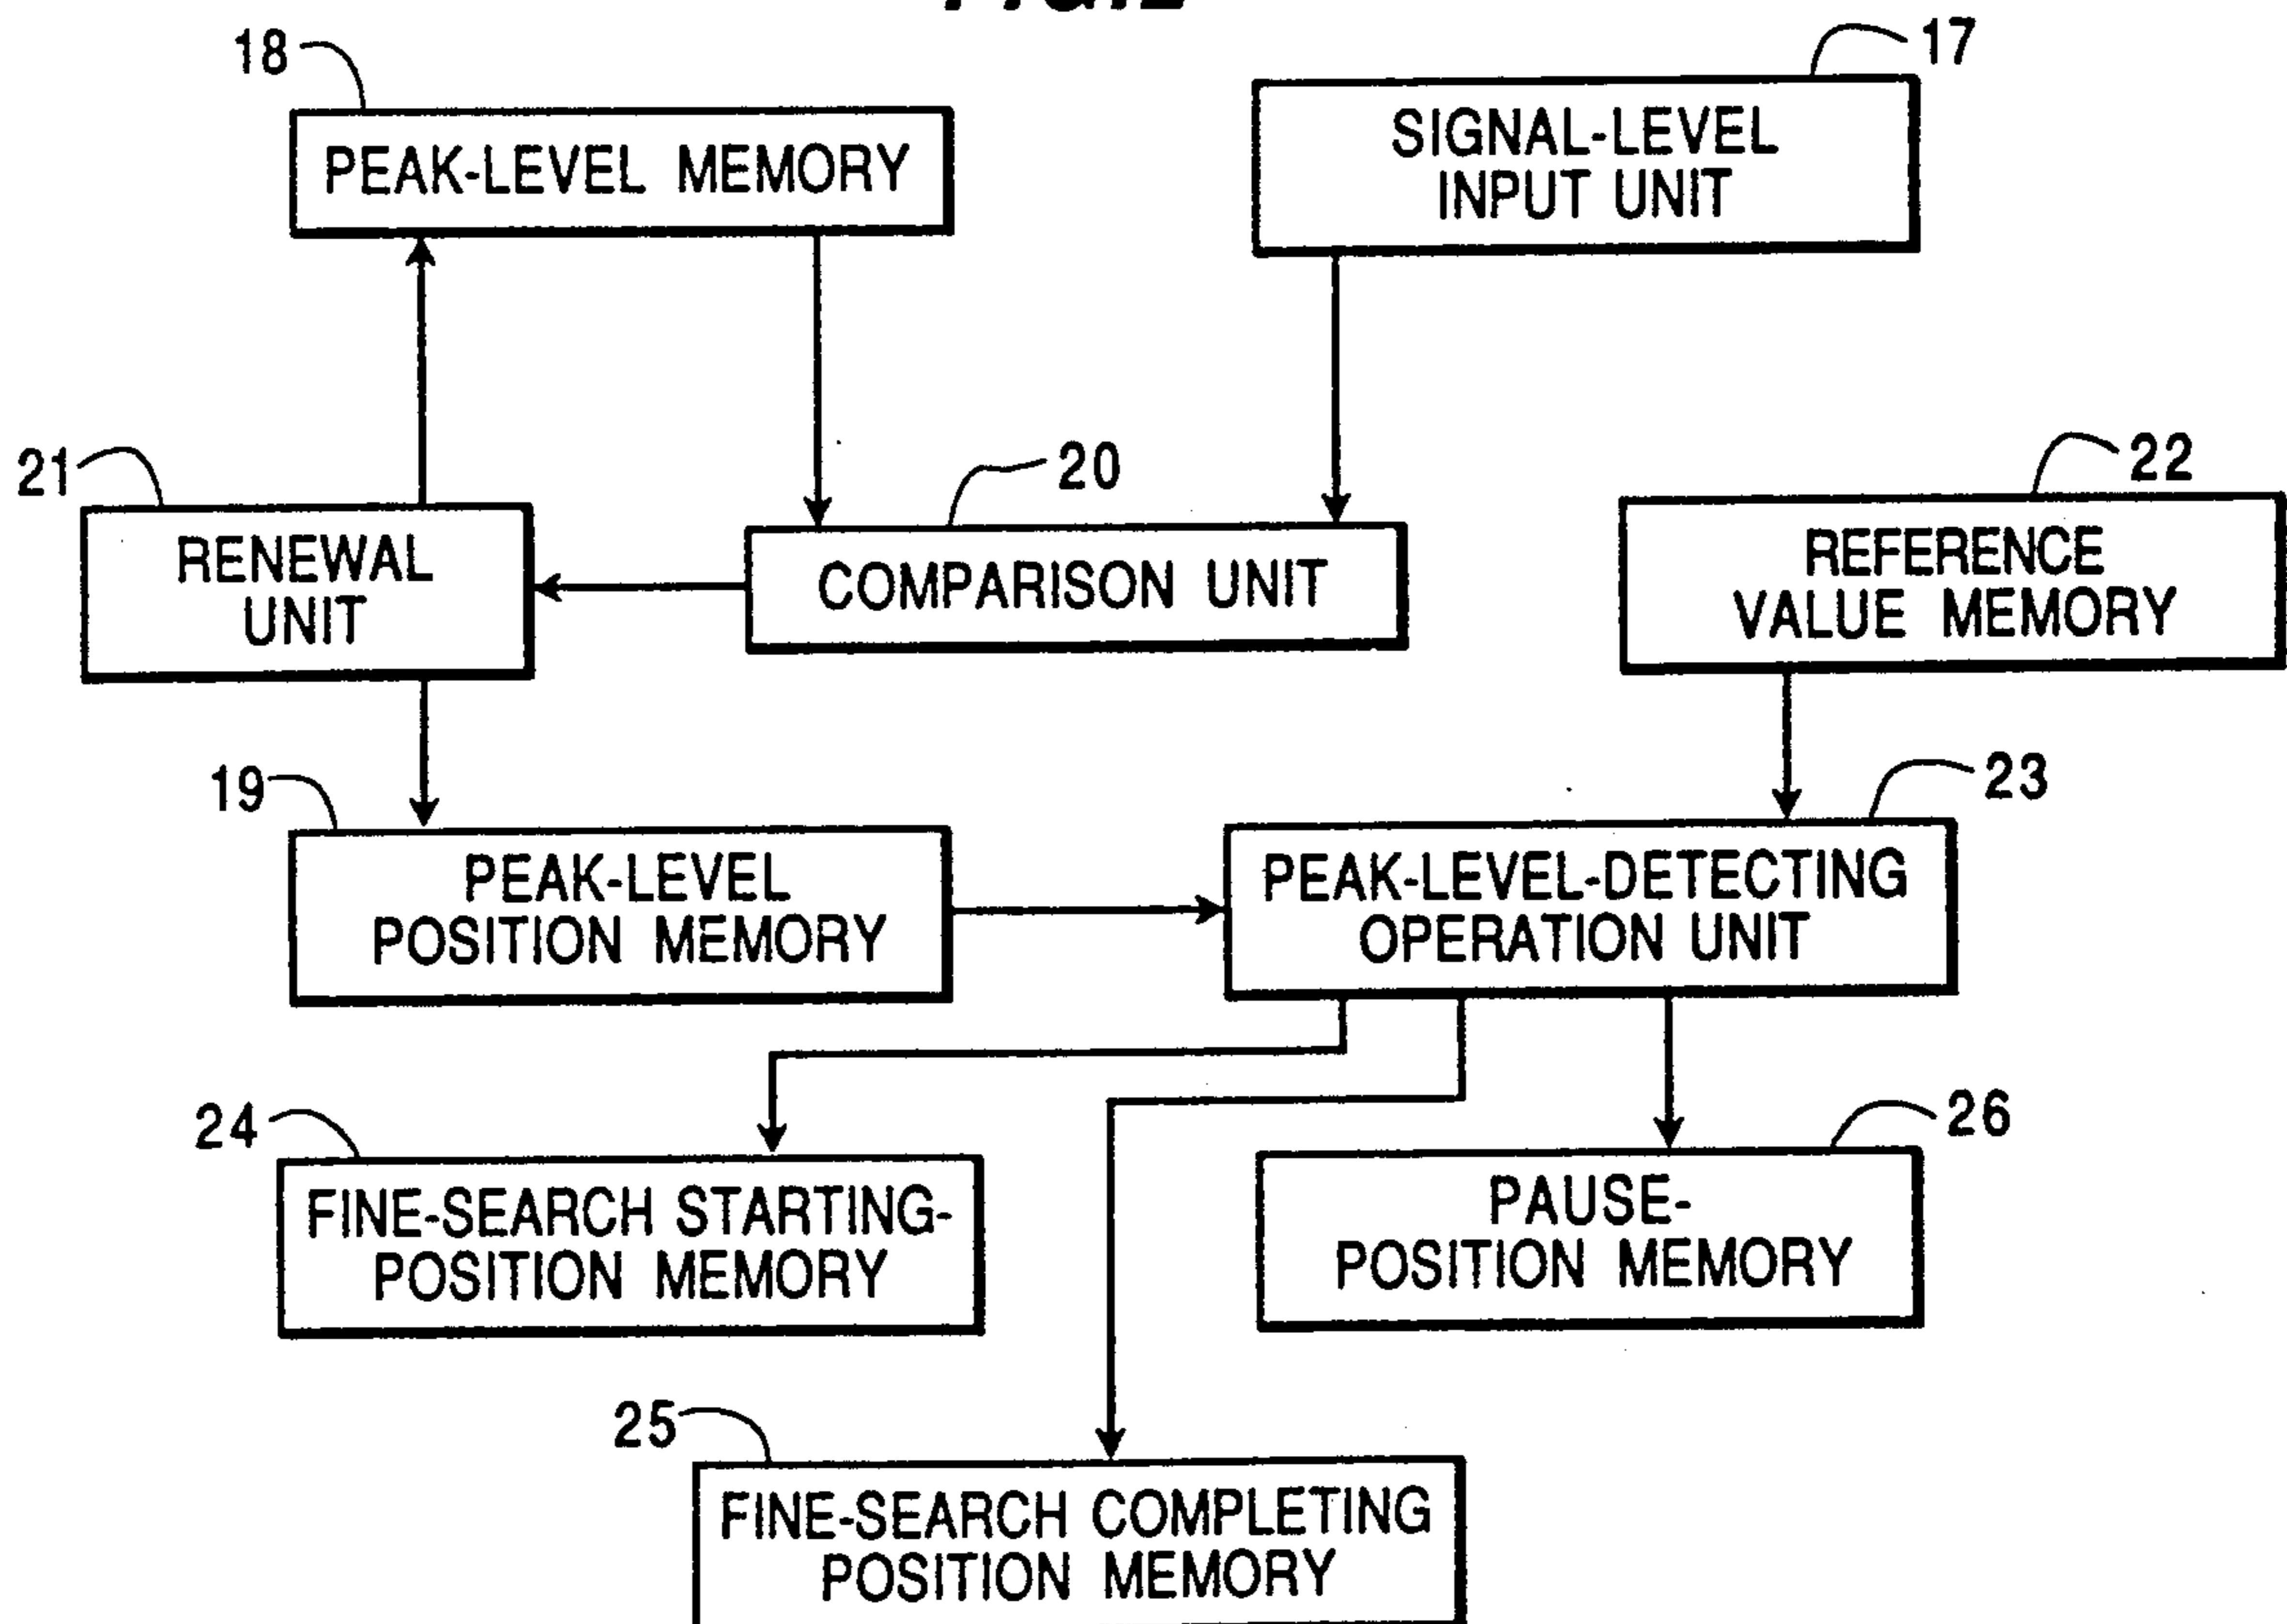 18
17
PEAK-LEVEL MEMORY
SIGNAL-LEVEL
INPUT UNIT
21
20
22
RENEWAL
UNIT
COMPARISON UNIT
REFERENCE
VALUE MEMORY
19
23
PEAK-LEVEL
POSITION MEMORY
PEAK-LEVEL-DETECTING
OPERATION UNIT
24
26
FINE-SEARCH STARTING-
POSITION MEMORY
PAUSE-
POSITION MEMORY
25
FINE-SEARCH COMPLETING
POSITION MEMORY